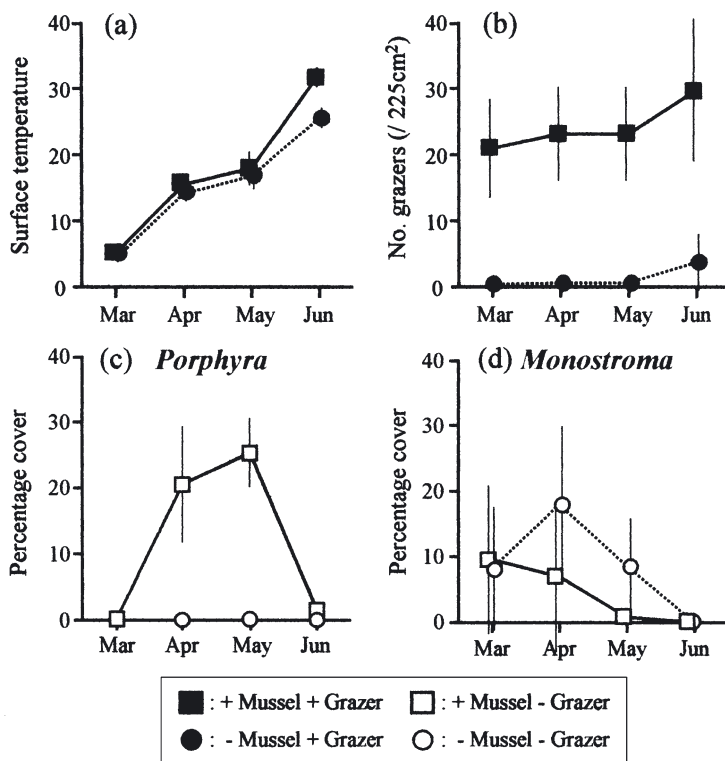 (a)
Surface temperature
40
30
20
10
0
Mar Apr May Jun
(b)
No. grazers (/ 225cm²)
40
30
20
10
0
Mar Apr May Jun
(c) Porphyra
Percentage cover
40
30
20
10
0
Mar Apr May Jun
(d) Monostroma
Percentage cover
40
30
20
10
0
Mar Apr May Jun
: + Mussel + Grazer : + Mussel - Grazer
: - Mussel + Grazer : - Mussel - Grazer